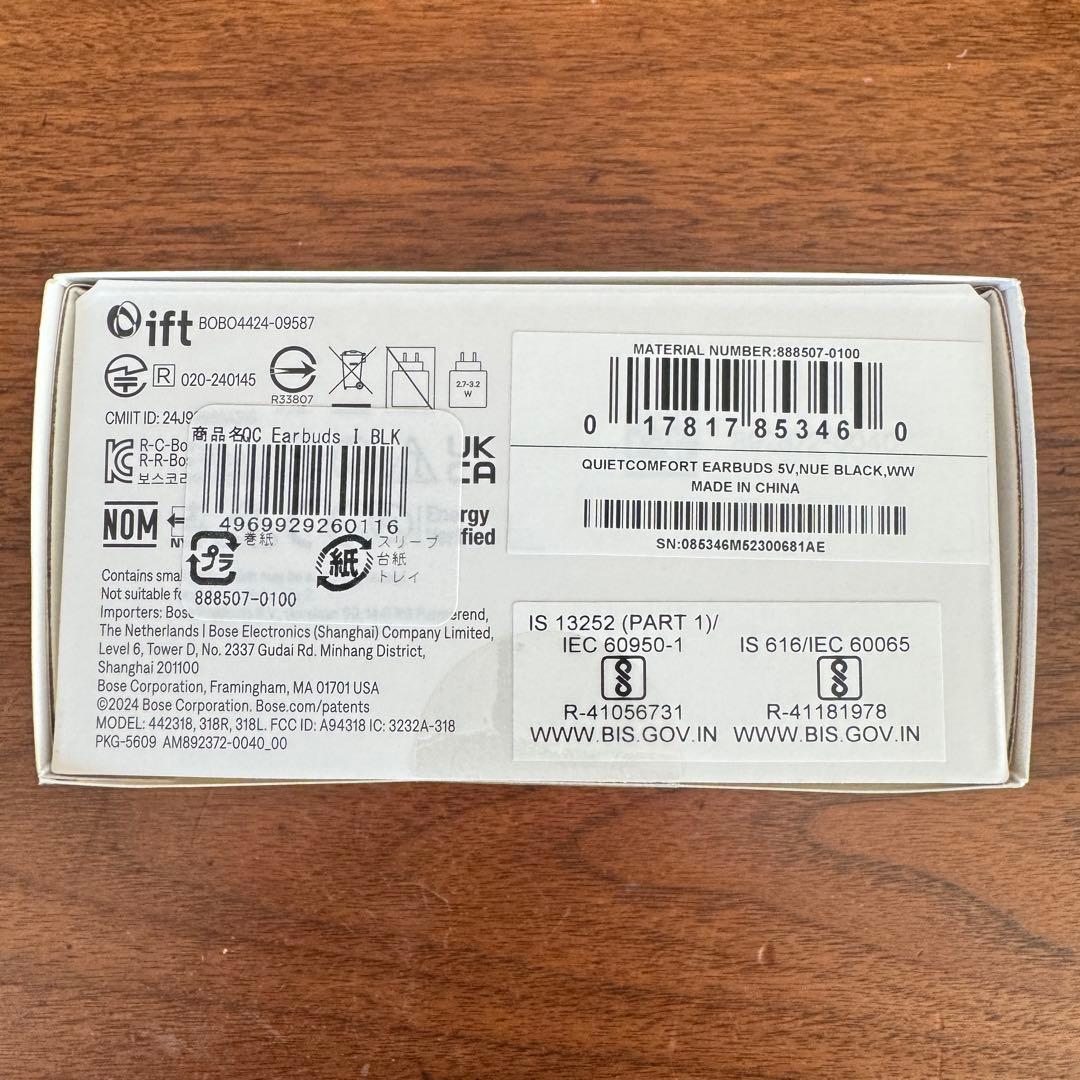 ift BOBO4424-09587
R 020-240145
R33807
2.7-3.2
W
CMIIT ID: 24J9
R-C-Bo
R-R-Bo
보스코리
UK
CA
NOM
NY
rgy
fied
商品名QC Earbuds I BLK
4969929260116
プラ
巻紙
紙
スリーブ
台紙
トレイ
888507-0100
Contains sma
Not suitable fo
Importers: Bos
erend,
The Netherlands | Bose Electronics (Shanghai) Company Limited,
Level 6, Tower D, No. 2337 Gudai Rd. Minhang District,
Shanghai 201100
Bose Corporation, Framingham, MA 01701 USA
©2024 Bose Corporation. Bose.com/patents
MODEL: 442318, 318R, 318L. FCC ID: A94318 IC: 3232A-318
PKG-5609 AM892372-0040_00
MATERIAL NUMBER:888507-0100
0 17817 85346 0
QUIETCOMFORT EARBUDS 5V,NUE BLACK,WW
MADE IN CHINA
SN:085346M52300681AE
IS 13252 (PART 1)/
IEC 60950-1
R-41056731
WWW.BIS.GOV.IN
IS 616/IEC 60065
R-41181978
WWW.BIS.GOV.IN